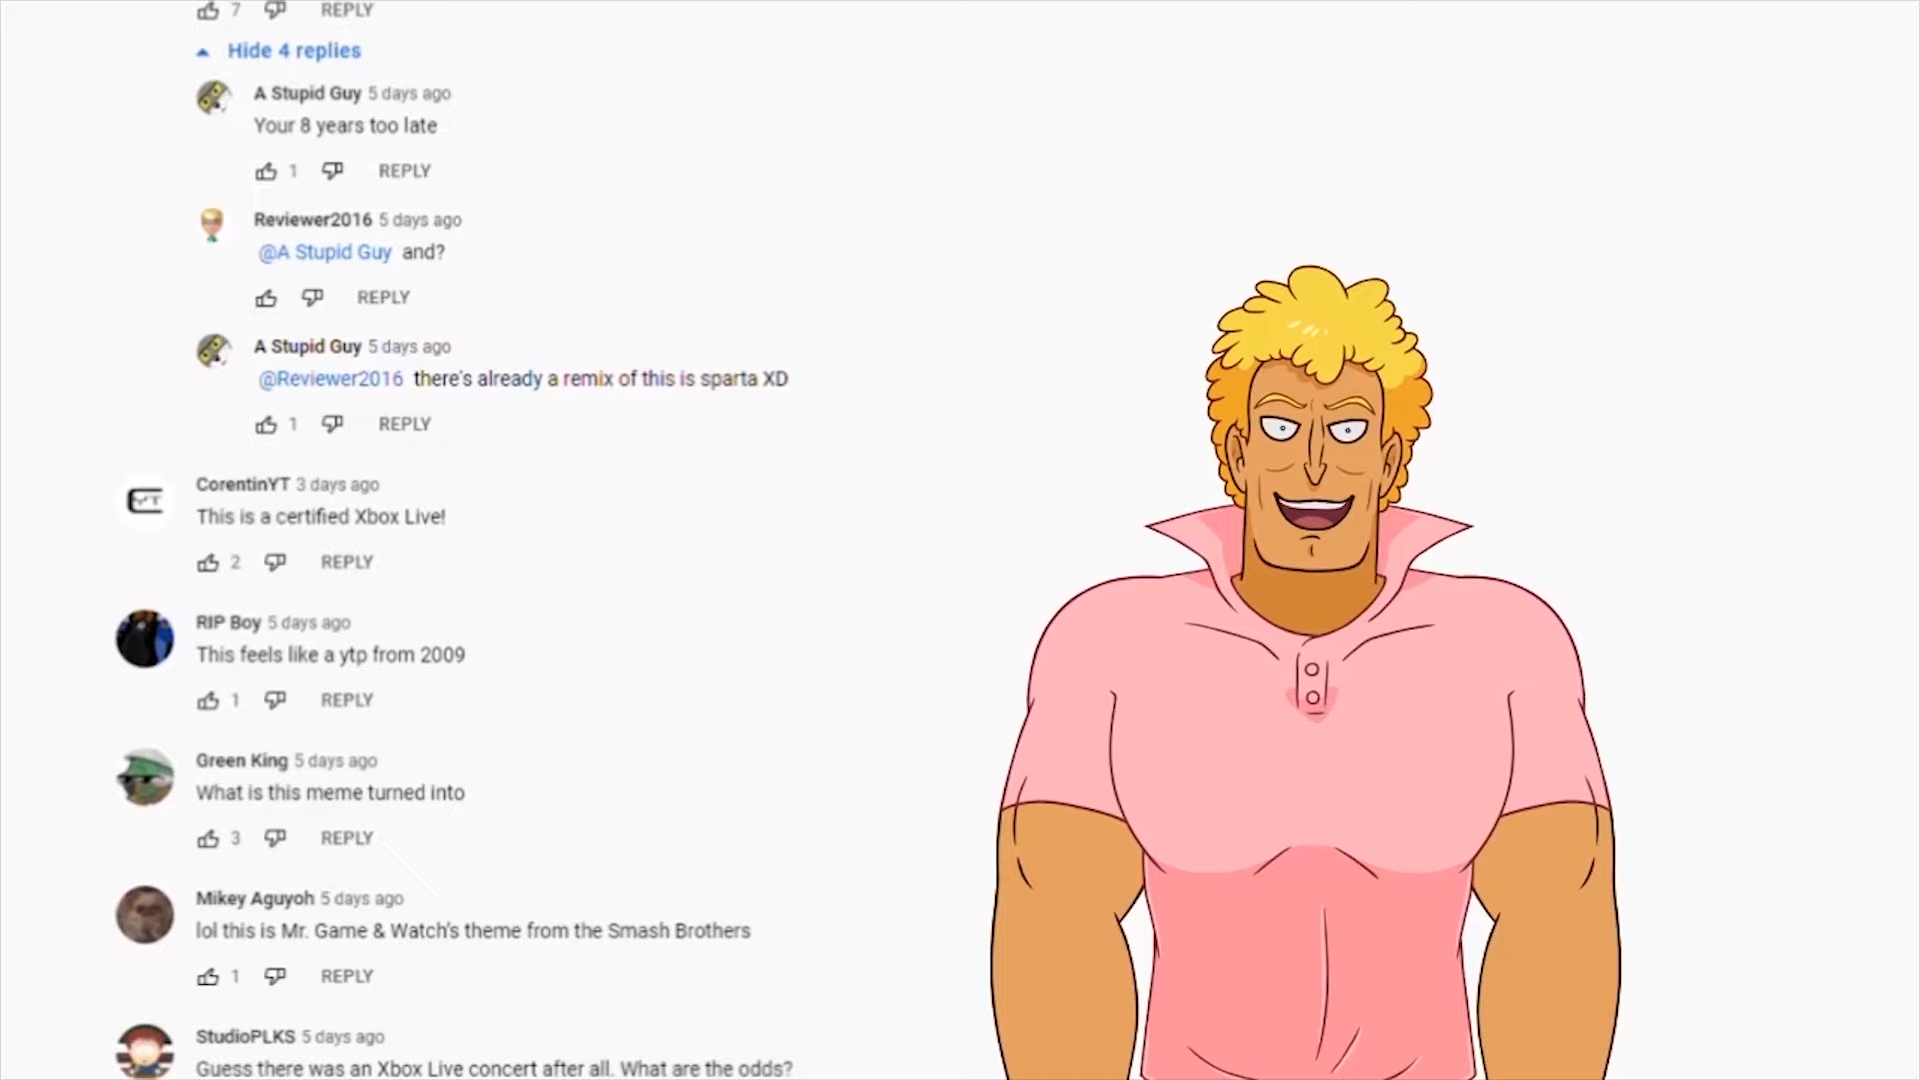 7 REPLY
Hide 4 replies
A Stupid Guy 5 days ago
Your 8 years too late
1 REPLY
Reviewer2016 5 days ago
@A Stupid Guy and?
REPLY
A Stupid Guy 5 days ago
@Reviewer2016 there's already a remix of this is sparta XD
1 REPLY
CorentinYT 3 days ago
This is a certified Xbox Live!
2 REPLY
RIP Boy 5 days ago
This feels like a ytp from 2009
1 REPLY
Green King 5 days ago
What is this meme turned into
3 REPLY
Mikey Aguyoh 5 days ago
lol this is Mr. Game & Watch's theme from the Smash Brothers
1 REPLY
StudioPLKS 5 days ago
Guess there was an Xbox Live concert after all. What are the odds?